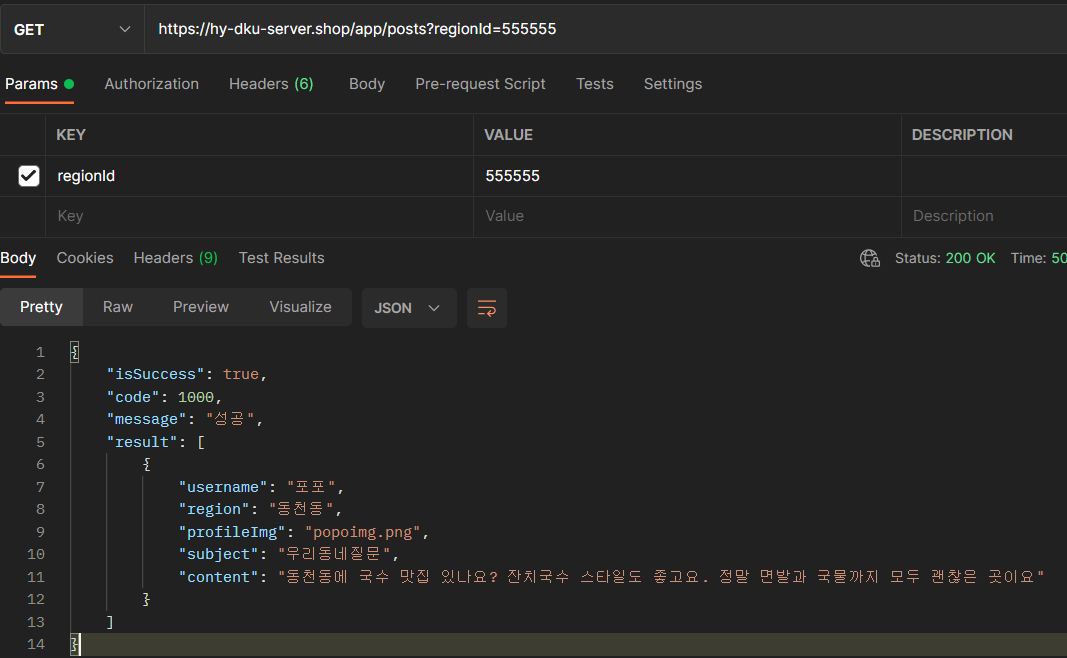 GET https://hy-dku-server.shop/app/posts?regionId=555555
Params Authorization Headers (6) Body Pre-request Script Tests Settings
KEY VALUE DESCRIPTION
regionId 555555
Key Value Description
Body Cookies Headers (9) Test Results Status: 200 OK Time: 50
Pretty Raw Preview Visualize JSON
1 {
2 "isSuccess": true,
3 "code": 1000,
4 "message": "성공",
5 "result": [
6 {
7 "username": "포포",
8 "region": "동천동",
9 "profileImg": "popoimg.png",
10 "subject": "우리동네질문",
11 "content": "동천동에 국수 맛집 있나요? 잔치국수 스타일도 좋고요. 정말 면발과 국물까지 모두 괜찮은 곳이요"
12 }
13 ]
14 }